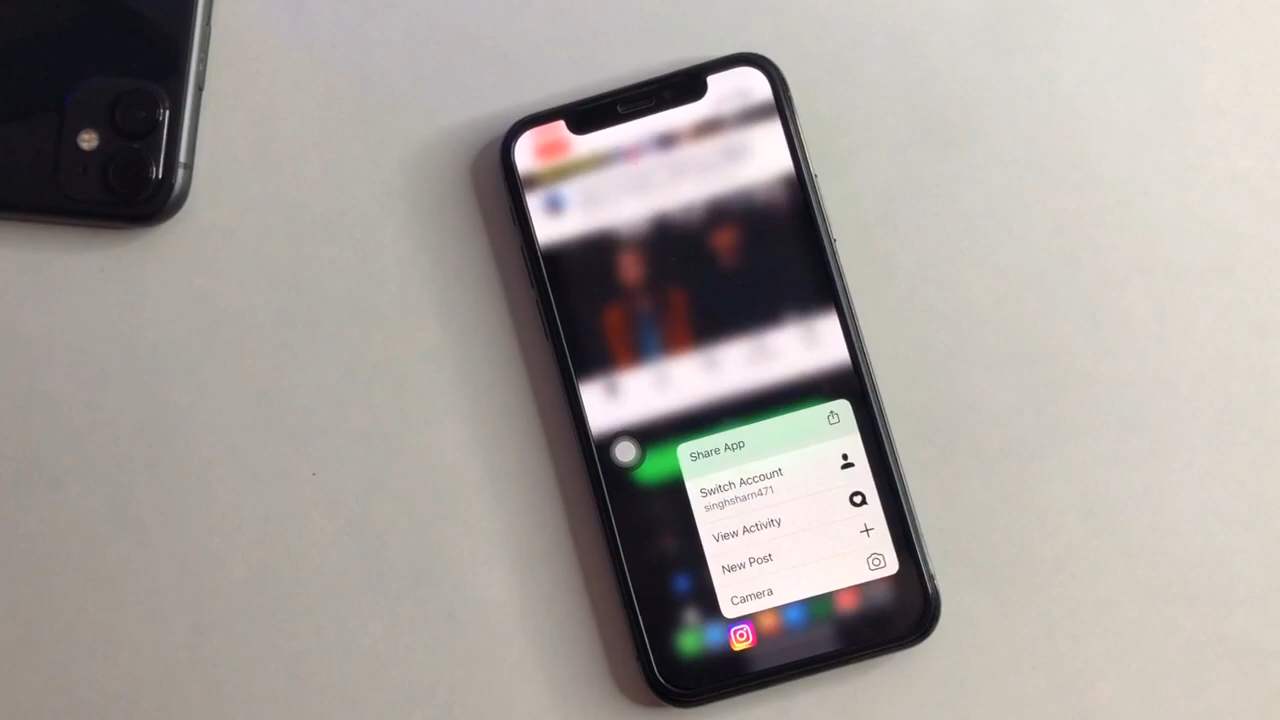 Share App
Switch Account
singhsharn471
View Activity
New Post
Camera